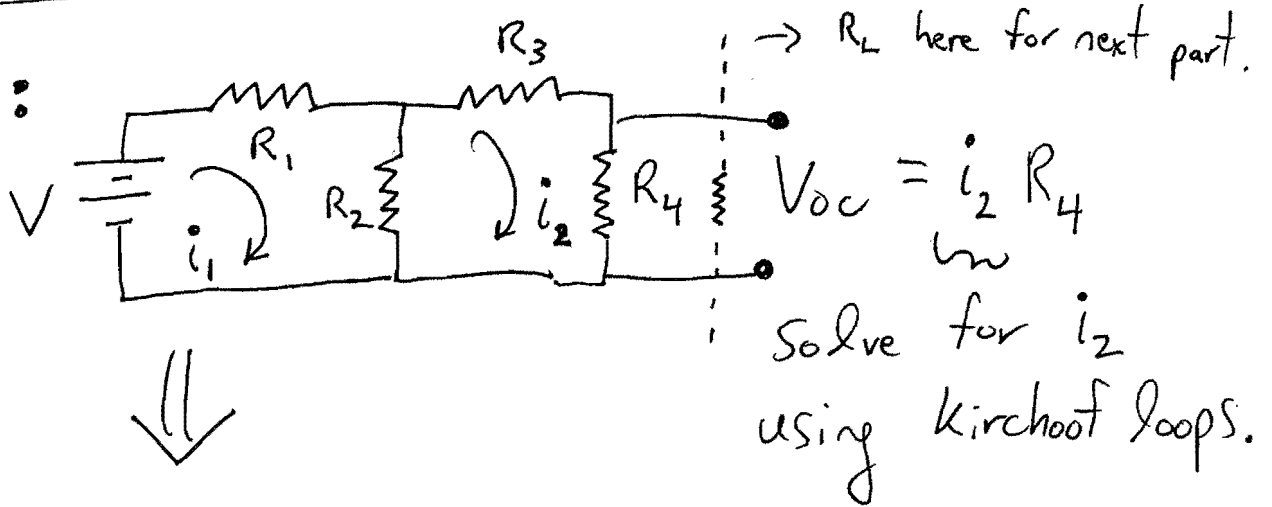 R3
→ RL here for next part.
R1
V
i1
R2
i2
R4
Voc = i2 R4
Solve for i2
using Kirchoof loops.